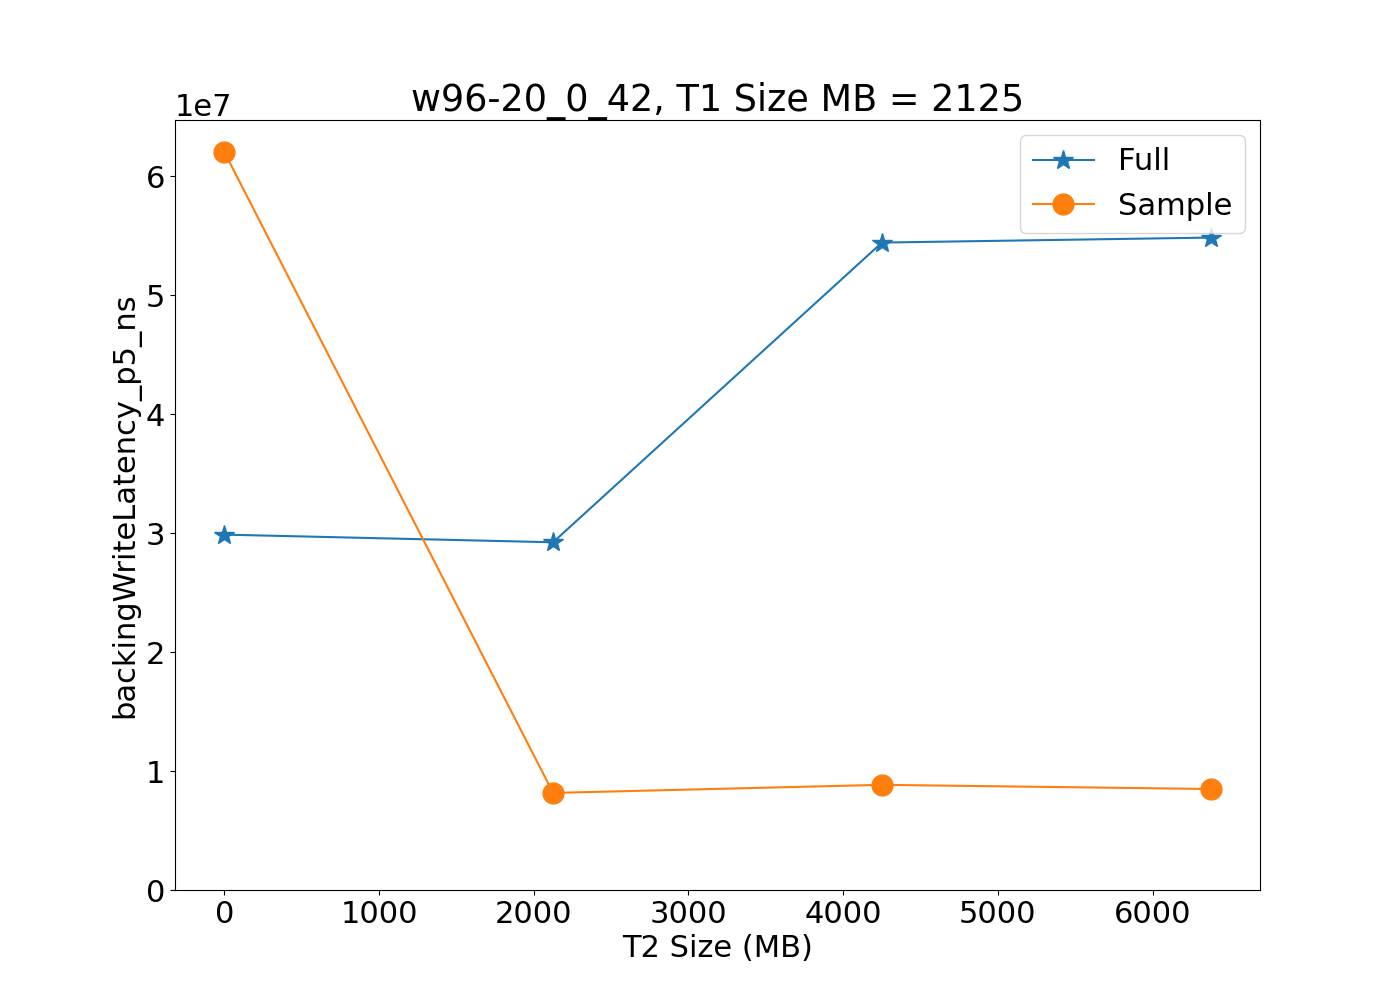 w96-20_0_42, T1 Size MB = 2125
1e7
Full
Sample
6
5
4
3
2
1
0
backingWriteLatency_p5_ns
0 1000 2000 3000 4000 5000 6000
T2 Size (MB)